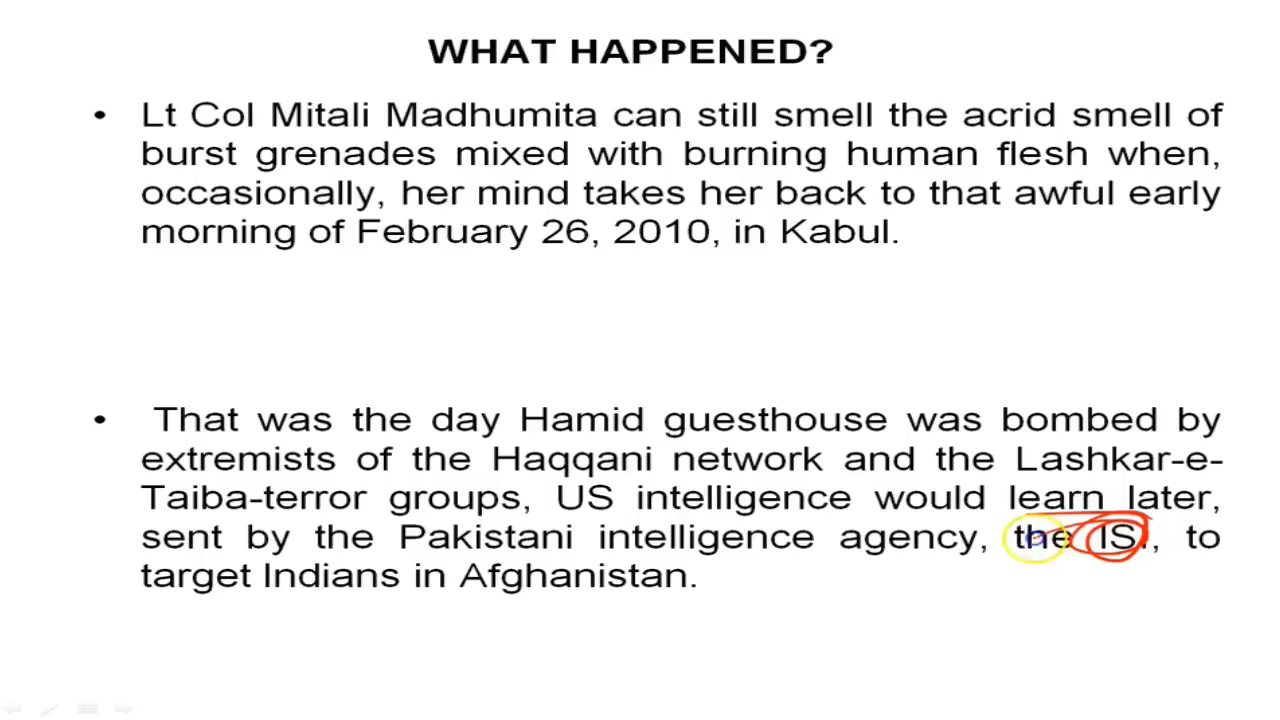 WHAT HAPPENED?
• Lt Col Mitali Madhumita can still smell the acrid smell of
burst grenades mixed with burning human flesh when,
occasionally, her mind takes her back to that awful early
morning of February 26, 2010, in Kabul.
• That was the day Hamid guesthouse was bombed by
extremists of the Haqqani network and the Lashkar-e-
Taiba-terror groups, US intelligence would learn later,
sent by the Pakistani intelligence agency, the ISI, to
target Indians in Afghanistan.